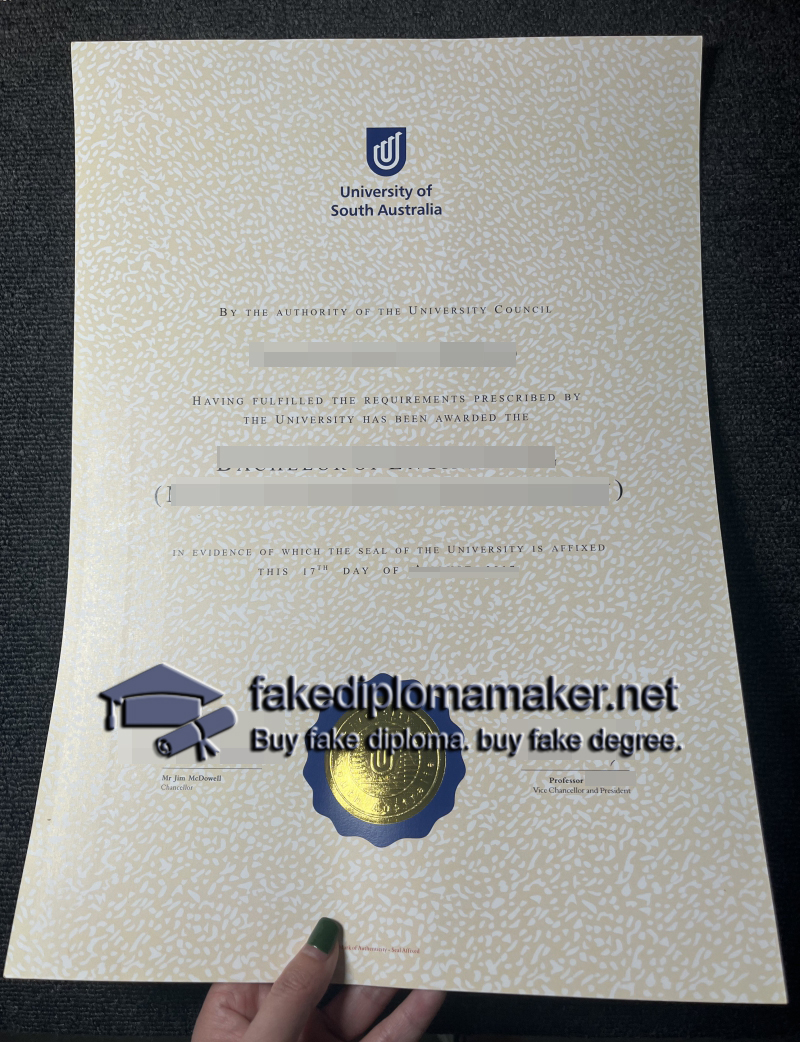 University of
South Australia
BY THE AUTHORITY OF THE UNIVERSITY COUNCIL
HAVING FULFILLED THE REQUIREMENTS PRESCRIBED BY
THE UNIVERSITY HAS BEEN AWARDED THE
BACHELOR OF
(
)
IN EVIDENCE OF WHICH THE SEAL OF THE UNIVERSITY IS AFFIXED
THIS 17TH DAY OF
fakediplomamaker.net
Buy fake diploma. buy fake degree.
Mr Jim McDowell
Chancellor
Professor
Vice Chancellor and President